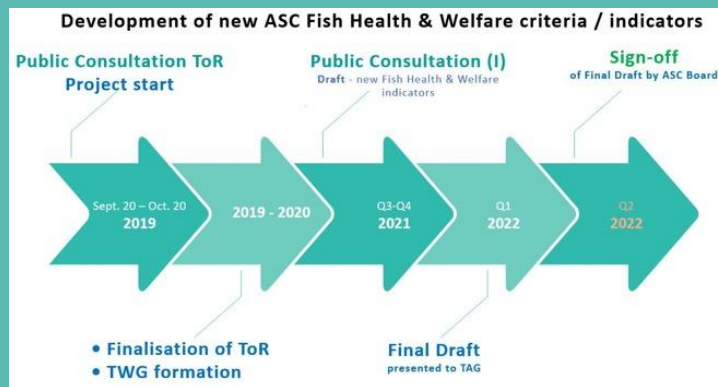 Development of new ASC Fish Health & Welfare criteria / indicators
Public Consultation ToR
Project start
Public Consultation (I)
Draft - new Fish Health & Welfare
indicators
Sign-off
of Final Draft by ASC Board
Sept. 20 – Oct. 20
2019
2019 - 2020
Q3-Q4
2021
Q1
2022
Q2
2022
• Finalisation of ToR
• TWG formation
Final Draft
presented to TAG